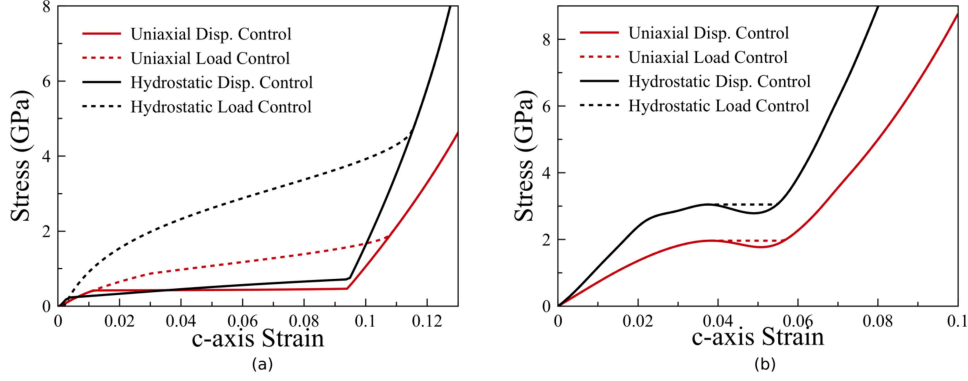 8
6
4
2
0
Stress (GPa)
Uniaxial Disp. Control
Uniaxial Load Control
Hydrostatic Disp. Control
Hydrostatic Load Control
0 0.02 0.04 0.06 0.08 0.1 0.12
c-axis Strain
(a)
8
6
4
2
0
Stress (GPa)
Uniaxial Disp. Control
Uniaxial Load Control
Hydrostatic Disp. Control
Hydrostatic Load Control
0 0.02 0.04 0.06 0.08 0.1
c-axis Strain
(b)